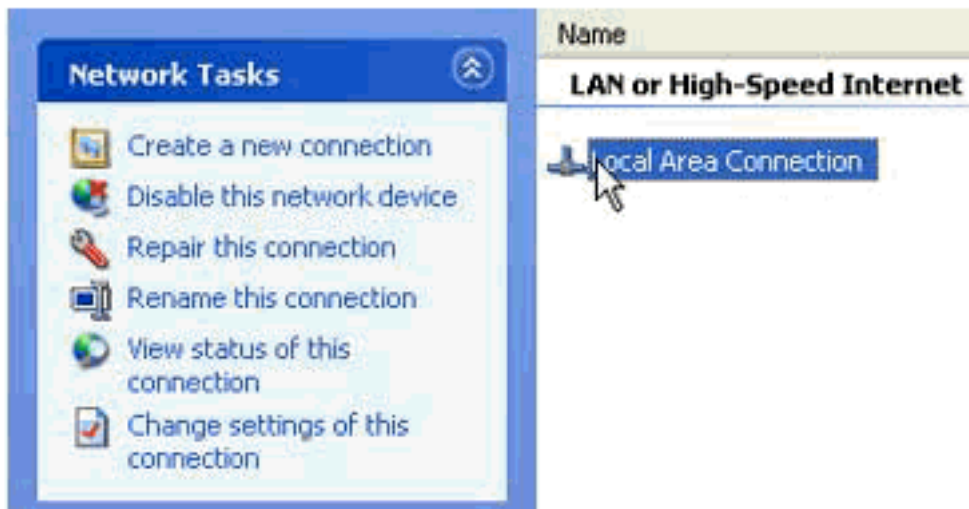 Network Tasks
Create a new connection
Disable this network device
Repair this connection
Rename this connection
View status of this
connection
Change settings of this
connection
Name
LAN or High-Speed Internet
Local Area Connection